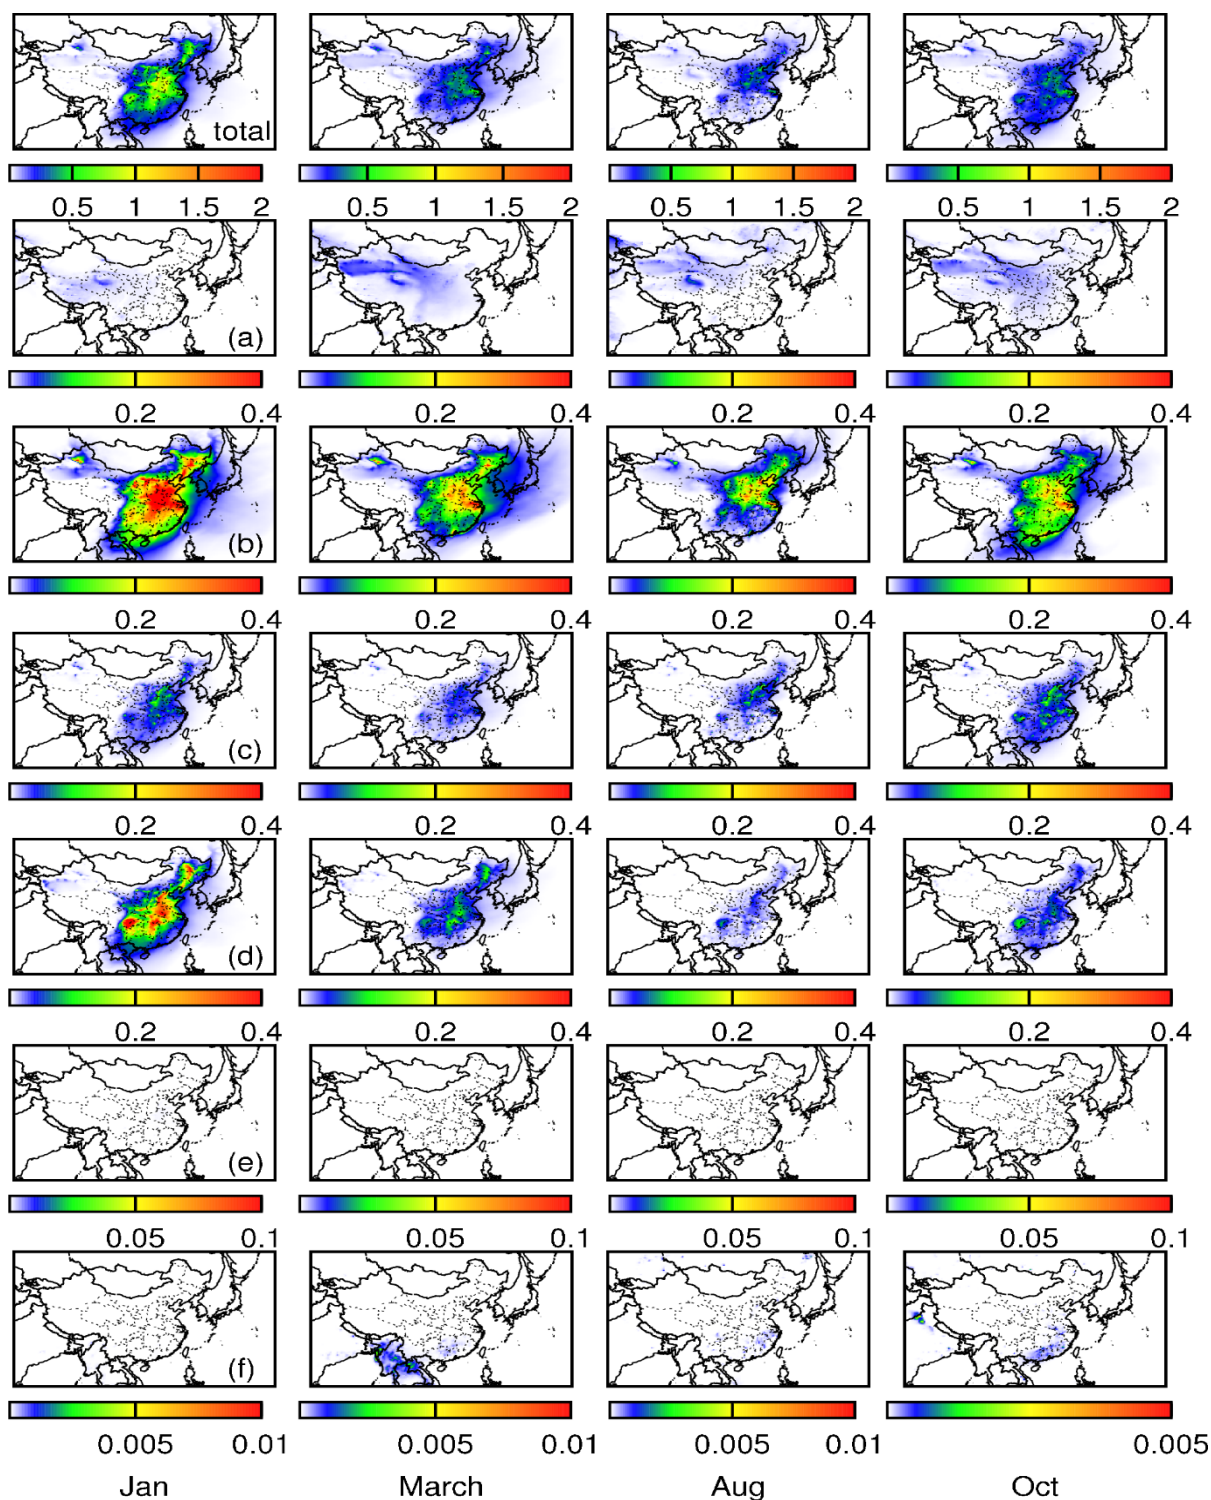 total
0.5 1 1.5 2 0.5 1 1.5 2 0.5 1 1.5 2 0.5 1 1.5 2
(a)
0.2 0.4 0.2 0.4 0.2 0.4 0.2 0.4
(b)
0.2 0.4 0.2 0.4 0.2 0.4 0.2 0.4
(c)
0.2 0.4 0.2 0.4 0.2 0.4 0.2 0.4
(d)
0.2 0.4 0.2 0.4 0.2 0.4 0.2 0.4
(e)
0.05 0.1 0.05 0.1 0.05 0.1 0.05 0.1
(f)
0.005 0.01 0.005 0.01 0.005 0.01 0.005
Jan March Aug Oct